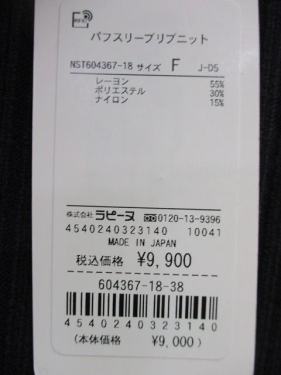 パフスリーブリブニット
NST604367-18 サイズ F J-D5
レーヨン 55%
ポリエステル 30%
ナイロン 15%
株式会社 ラピーヌ 0120-13-9396
4540240323140 10041
MADE IN JAPAN
税込価格 ¥9,900
604367-18-38
4540240323140
(本体価格 ¥9,000)